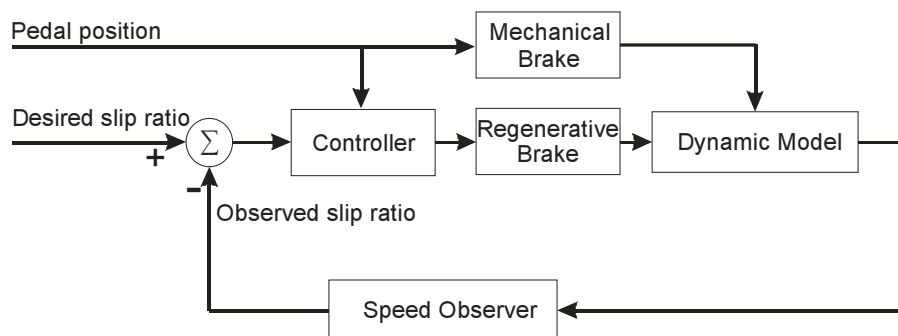 Pedal position
Mechanical
Brake
Desired slip ratio
+
Σ
Controller
Regenerative
Brake
Dynamic Model
-
Observed slip ratio
Speed Observer